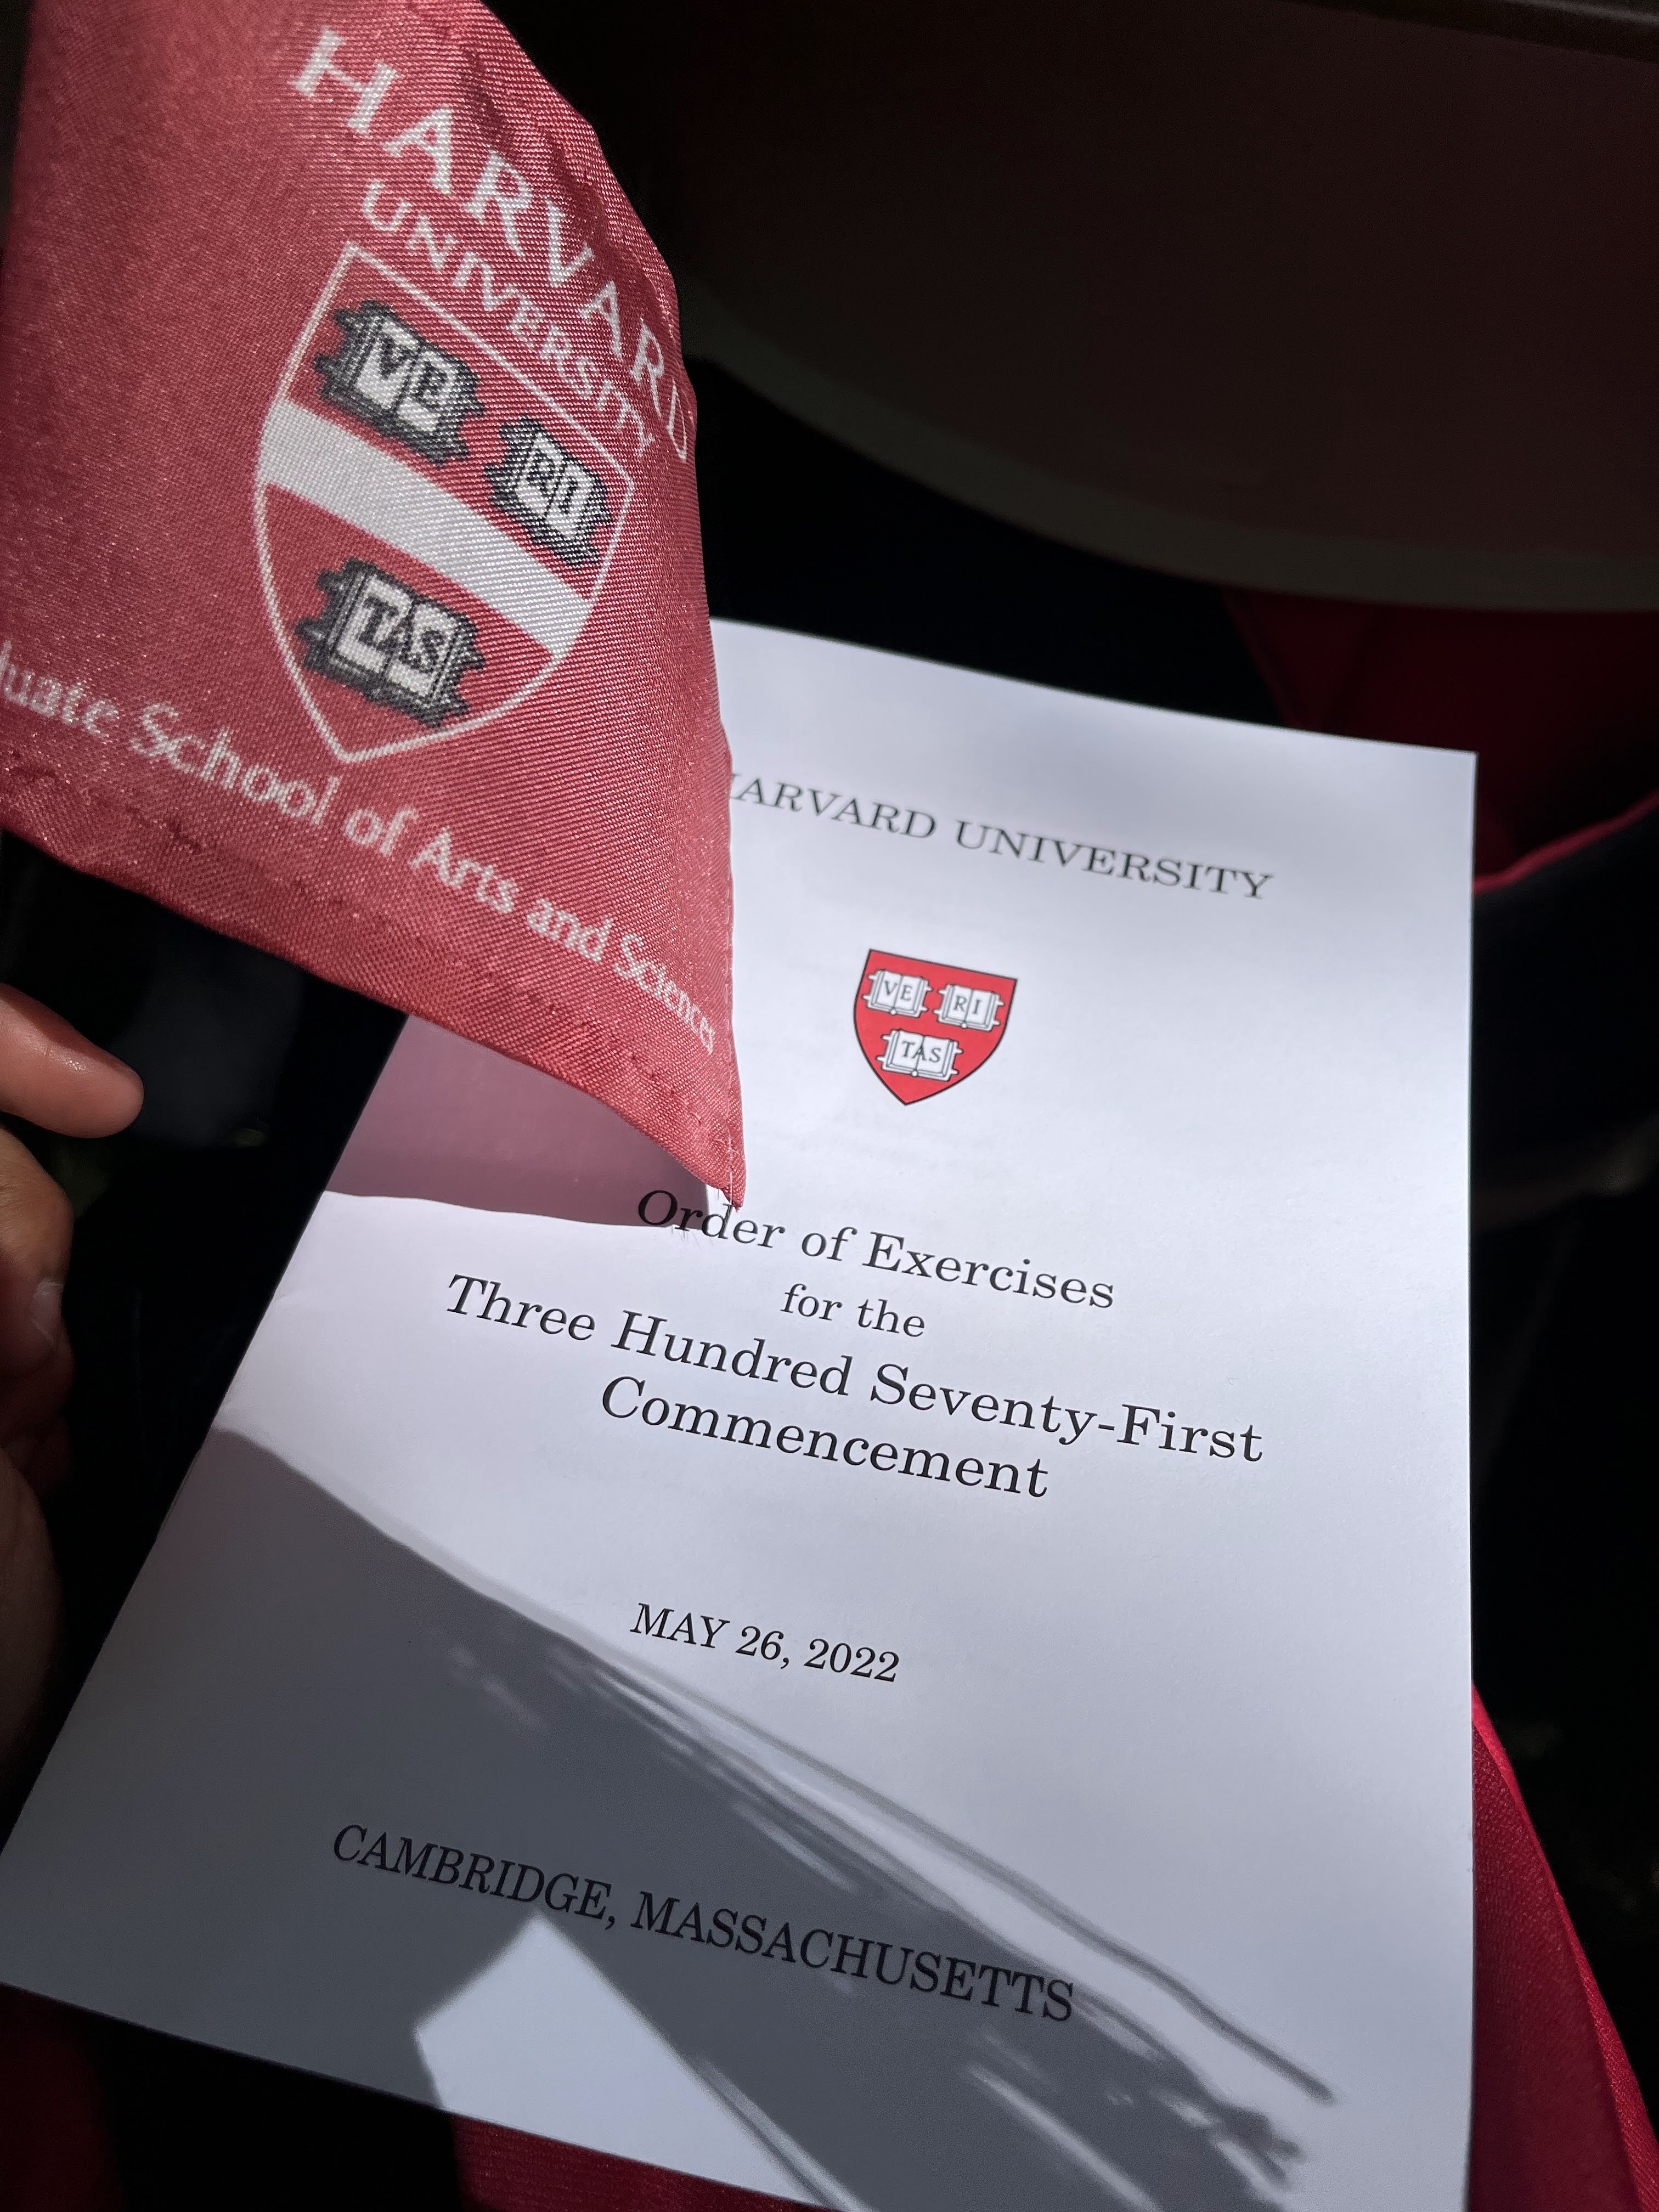 HARVARD
UNIVERSITY
VE
RI
TAS
School of Arts and Sciences
UNIVERSITY
VE
RI
TAS
Order of Exercises
for the
Three Hundred Seventy-First
Commencement
MAY 26, 2022
CAMBRIDGE, MASSACHUSETTS